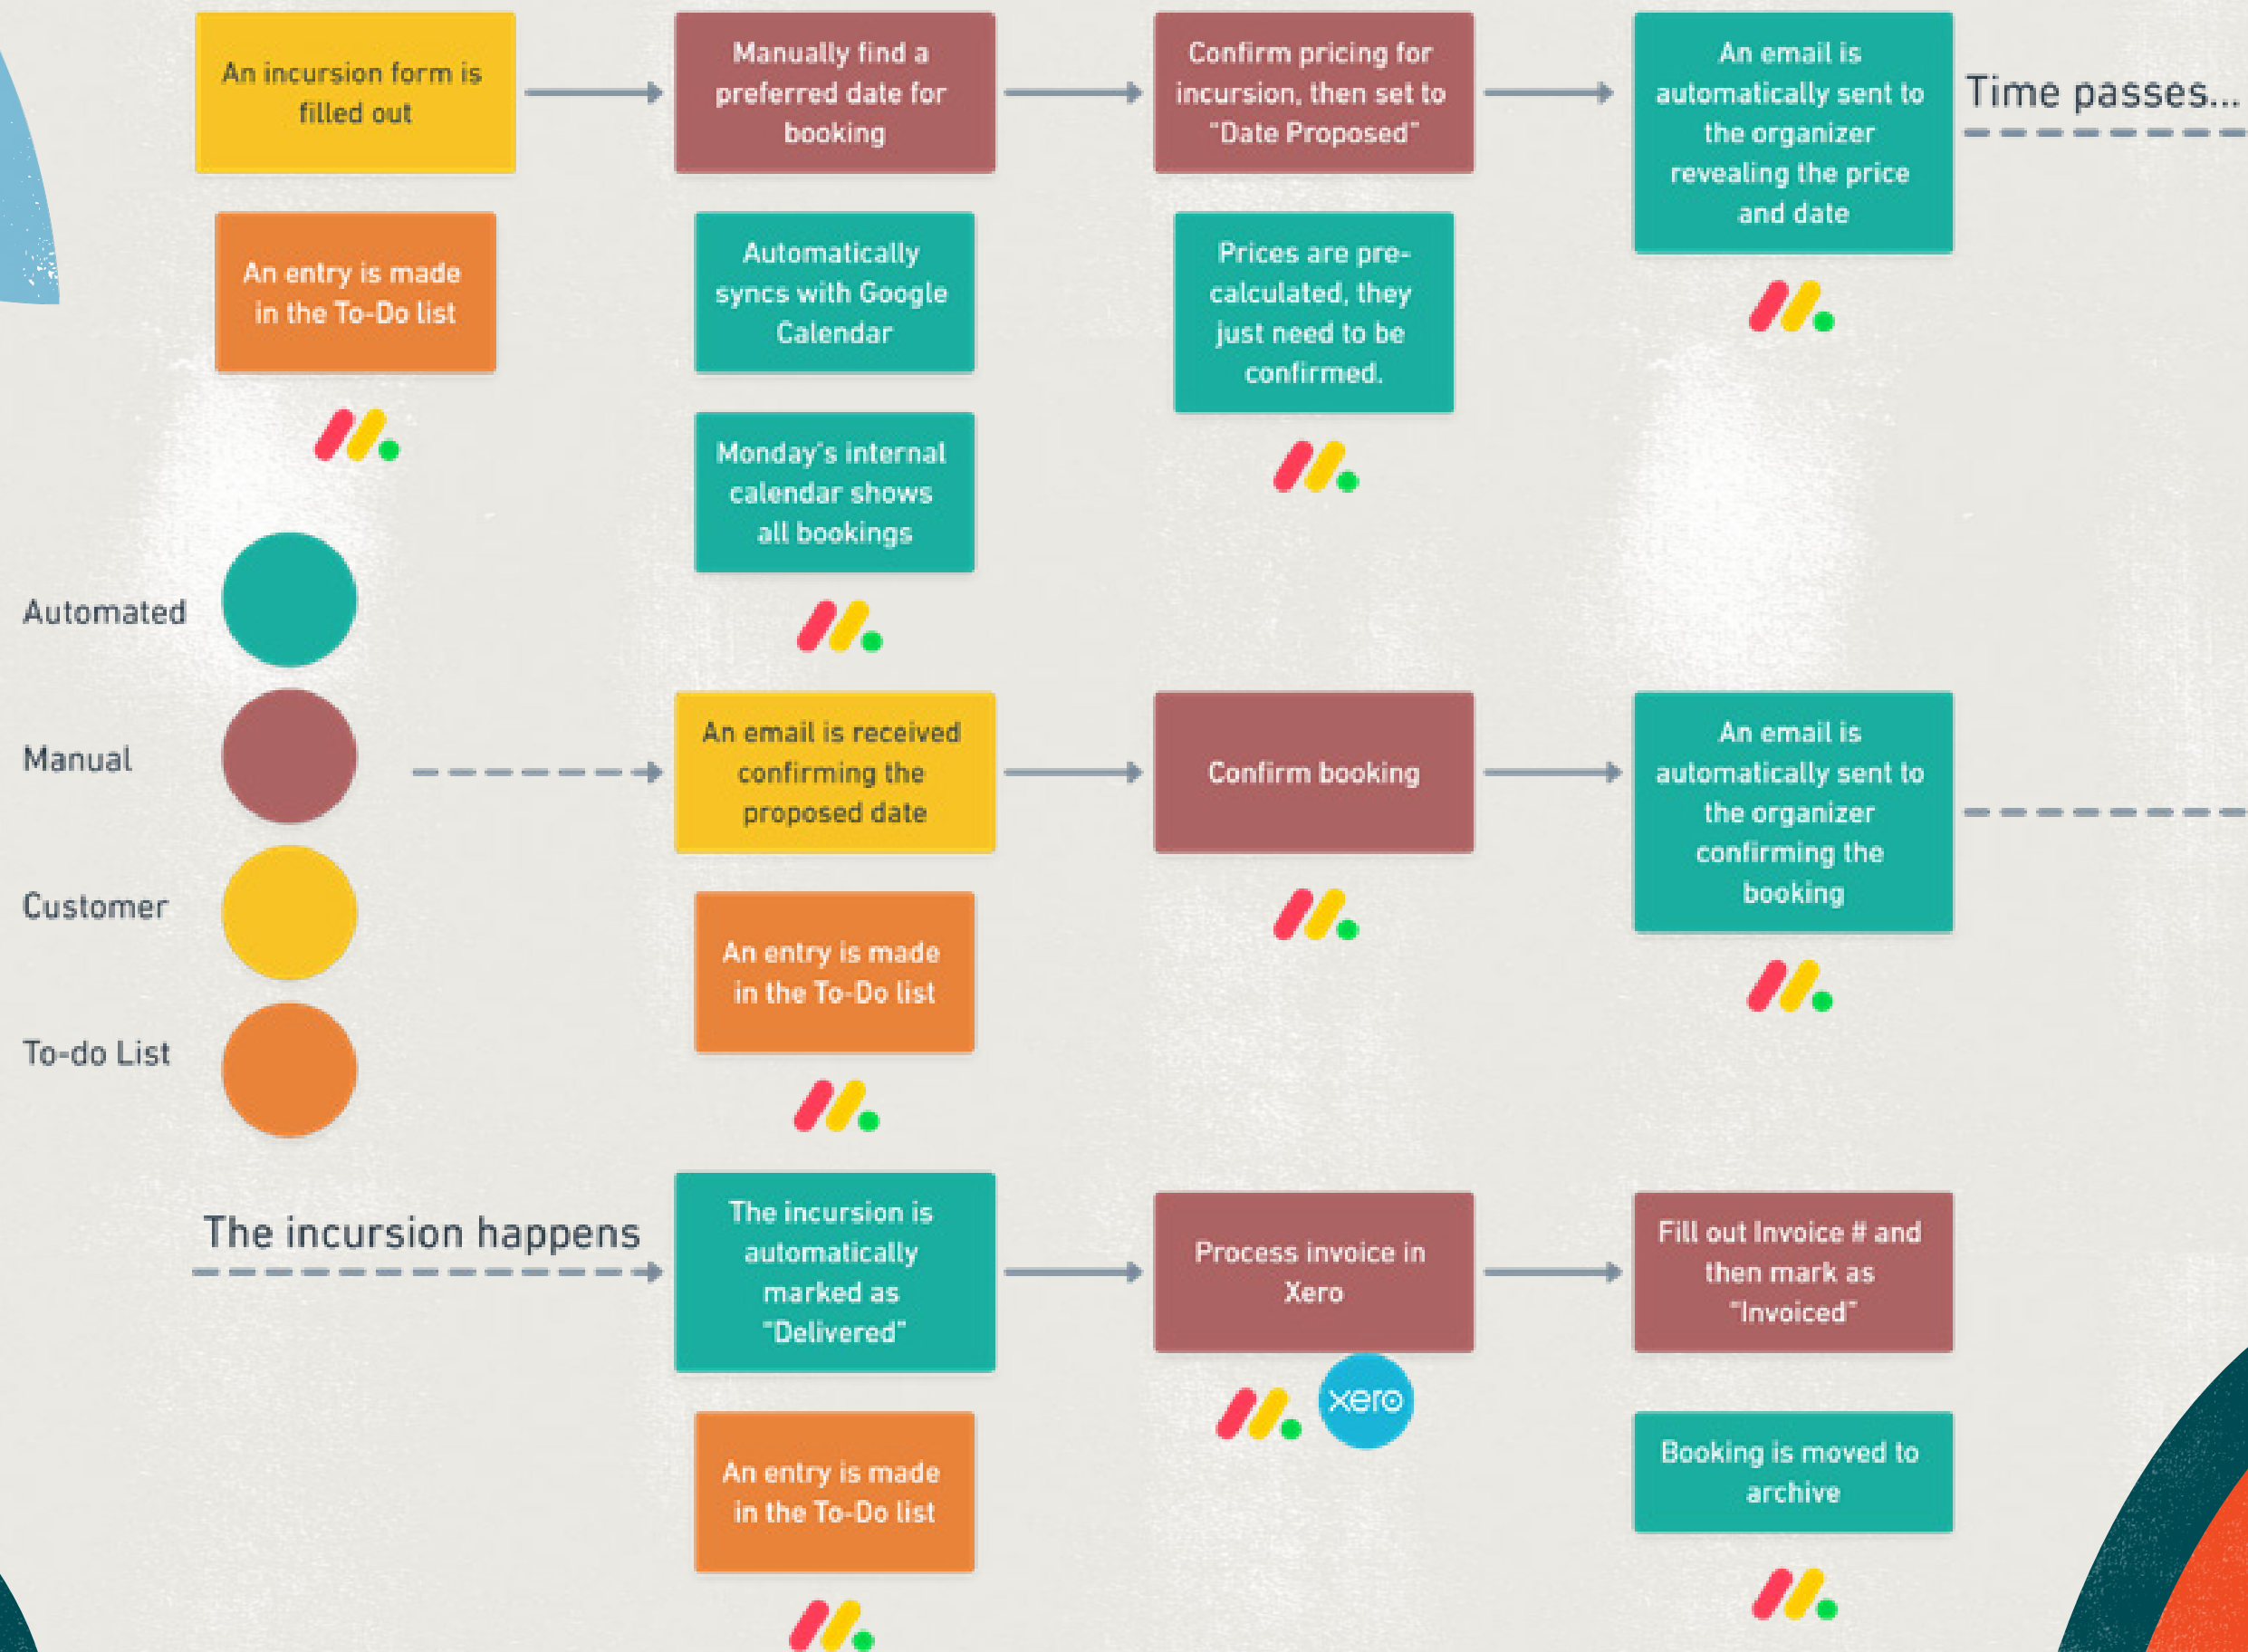 An incursion form is
filled out
Manually find a
preferred date for
booking
Confirm pricing for
incursion, then set to
"Date Proposed"
An email is
automatically sent to
the organizer
revealing the price
and date
Time passes...
An entry is made
in the To-Do list
Automatically
syncs with Google
Calendar
Prices are pre-
calculated, they
just need to be
confirmed.
Monday's internal
calendar shows
all bookings
Automated
Manual
Customer
To-do List
An email is received
confirming the
proposed date
Confirm booking
An email is
automatically sent to
the organizer
confirming the
booking
An entry is made
in the To-Do list
The incursion happens
The incursion is
automatically
marked as
"Delivered"
Process invoice in
Xero
Fill out Invoice # and
then mark as
"Invoiced"
xero
An entry is made
in the To-Do list
Booking is moved to
archive